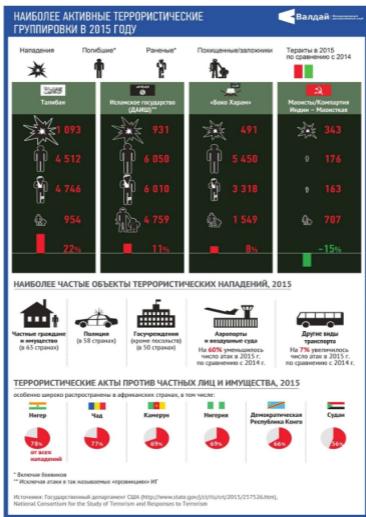 НАИБОЛЕЕ АКТИВНЫЕ ТЕРРОРИСТИЧЕСКИЕ
ГРУППИРОВКИ В 2015 ГОДУ
Валдай
Нападения
Погибшие*
Раненые*
Похищенные/заложники
Теракты в 2015
по сравнению с 2014
Талибан
Исламское государство
(ДАИШ)**
«Боко Харам»
Маоисты/Компартия
Индии – Маоистская
1 093
931
491
343
4 512
6 050
5 450
176
4 746
6 010
3 318
163
954
4 759
1 549
707
22%
11%
8%
–15%
НАИБОЛЕЕ ЧАСТЫЕ ОБЪЕКТЫ ТЕРРОРИСТИЧЕСКИХ НАПАДЕНИЙ, 2015
Частные граждане
и имущество
(в 63 странах)
Полиция
(в 58 странах)
Госучреждения
(кроме посольств)
(в 50 странах)
Аэропорты
и воздушные суда
На 60% уменьшилось
число атак в 2015 г.
по сравнению с 2014 г.
Другие виды
транспорта
На 7% увеличилось
число атак в 2015 г.
по сравнению с 2014 г.
ТЕРРОРИСТИЧЕСКИЕ АКТЫ ПРОТИВ ЧАСТНЫХ ЛИЦ И ИМУЩЕСТВА, 2015
особенно широко распространены в африканских странах, в том числе:
Нигер
Чад
Камерун
Нигерия
Демократическая
Республика Конго
Судан
78%
77%
69%
69%
66%
56%
от всех
нападений
* Включая боевиков
** Исключая атаки в так называемых «провинциях» ИГ
Источники: Государственный департамент США (http://www.state.gov/j/ct/rls/crt/2015/257526.htm),
National Consortium for the Study of Terrorism and Responses to Terrorism